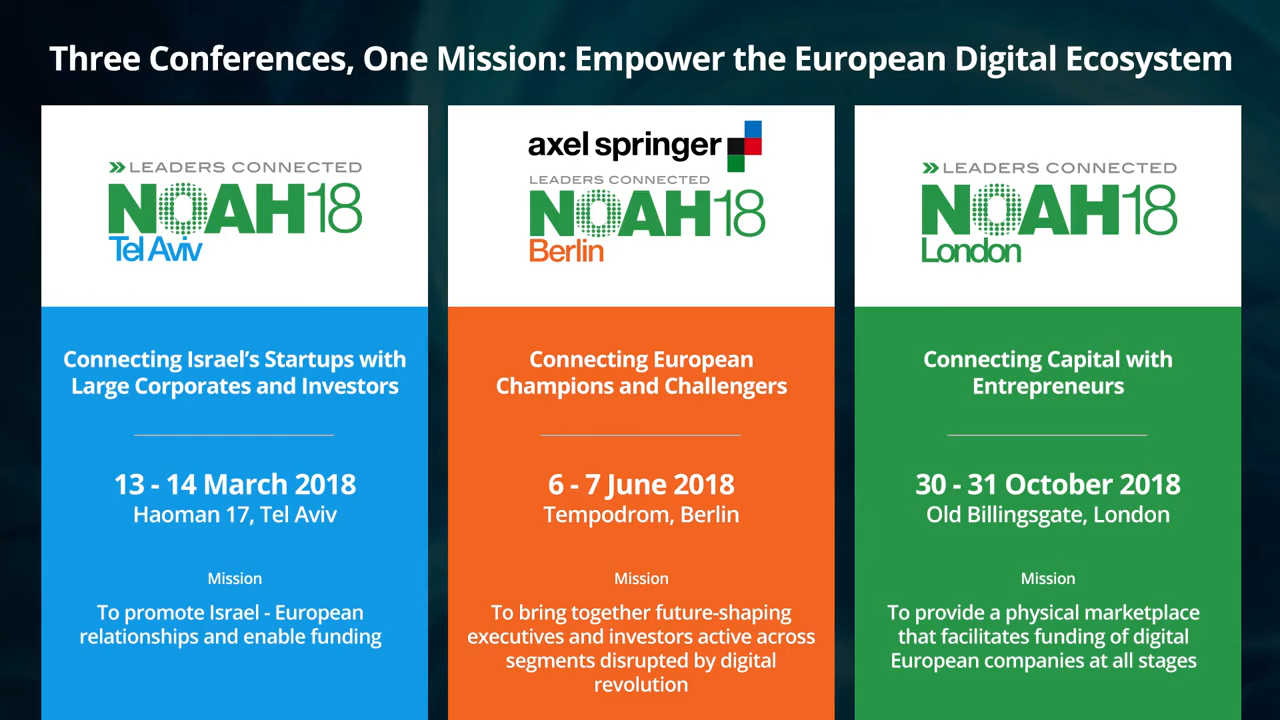 Three Conferences, One Mission: Empower the European Digital Ecosystem
LEADERS CONNECTED
NOAH18
Tel Aviv
Connecting Israel's Startups with
Large Corporates and Investors
13 - 14 March 2018
Haoman 17, Tel Aviv
Mission
To promote Israel - European
relationships and enable funding
axel springer
LEADERS CONNECTED
NOAH18
Berlin
Connecting European
Champions and Challengers
6 - 7 June 2018
Tempodrom, Berlin
Mission
To bring together future-shaping
executives and investors active across
segments disrupted by digital
revolution
LEADERS CONNECTED
NOAH18
London
Connecting Capital with
Entrepreneurs
30 - 31 October 2018
Old Billingsgate, London
Mission
To provide a physical marketplace
that facilitates funding of digital
European companies at all stages